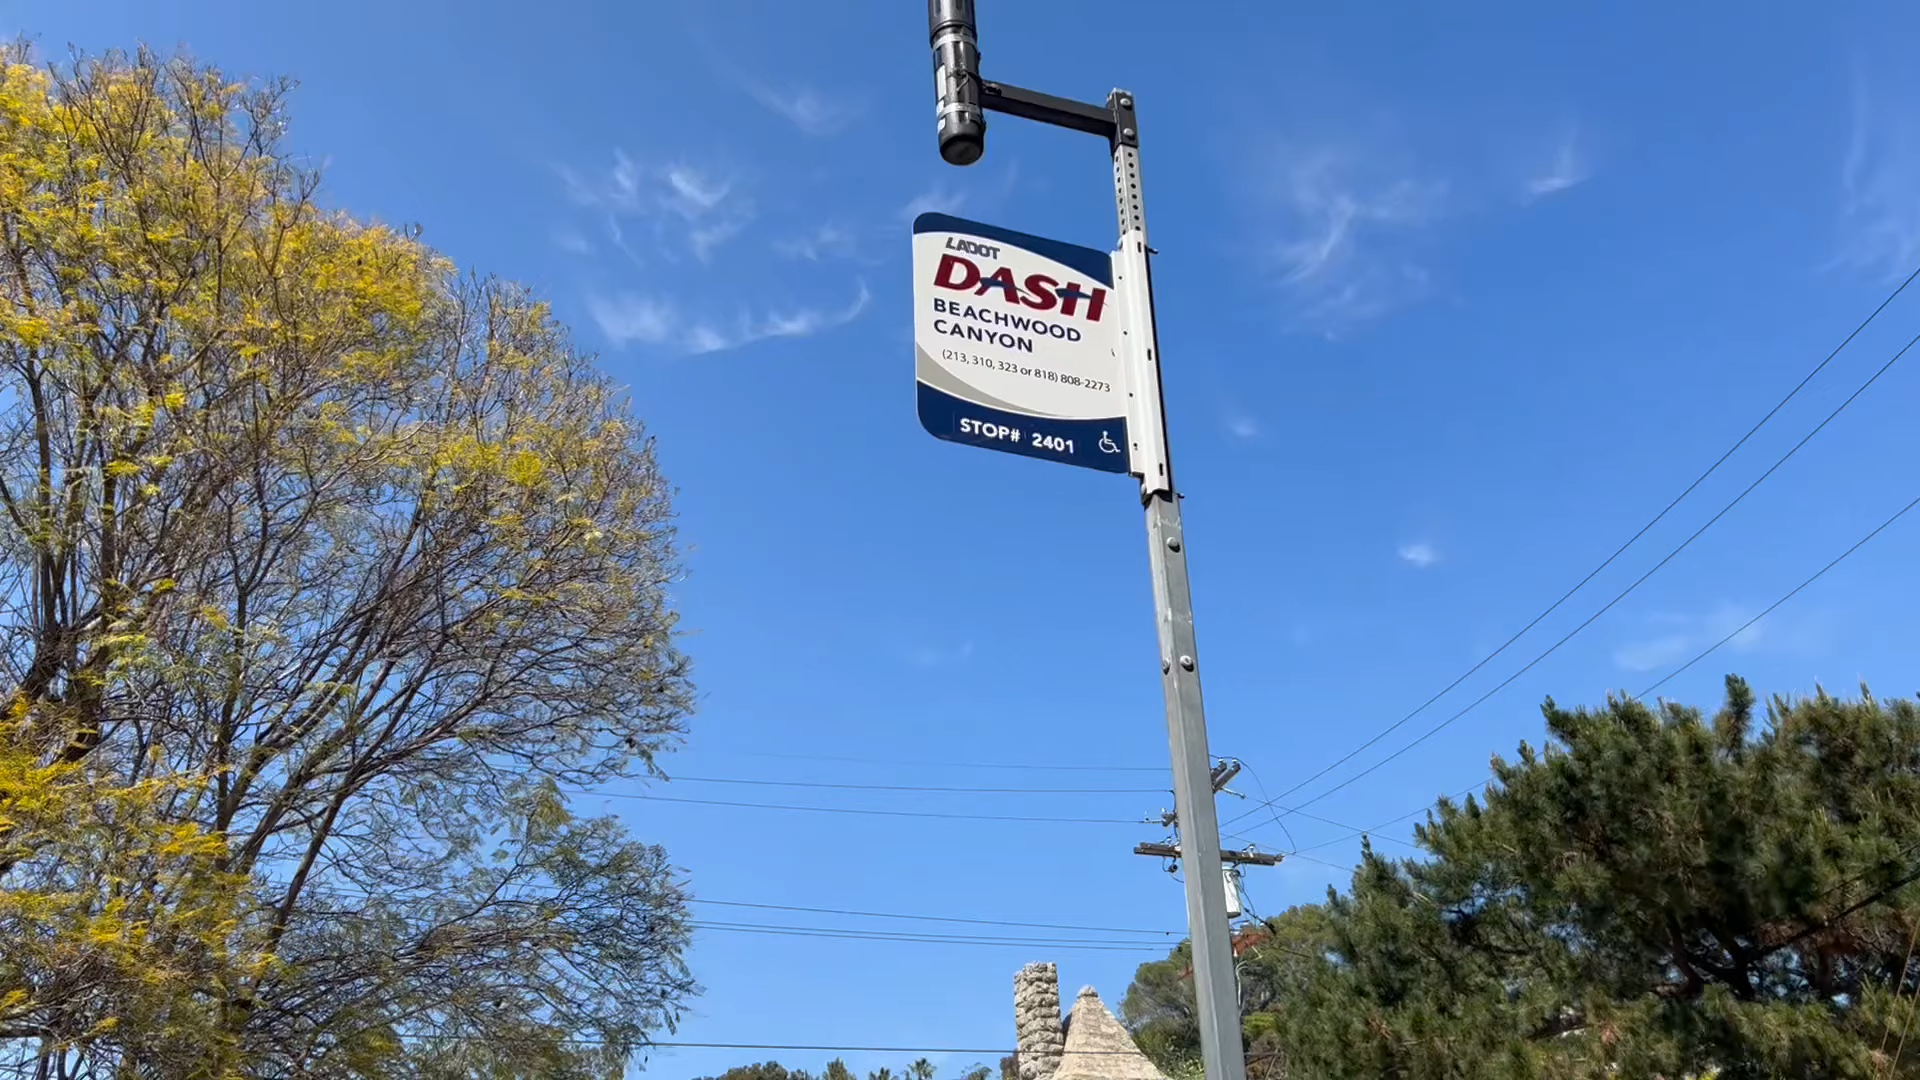 LADOT
DASH
BEACHWOOD
CANYON
(213, 310, 323 or 818) 808-2273
STOP# 2401